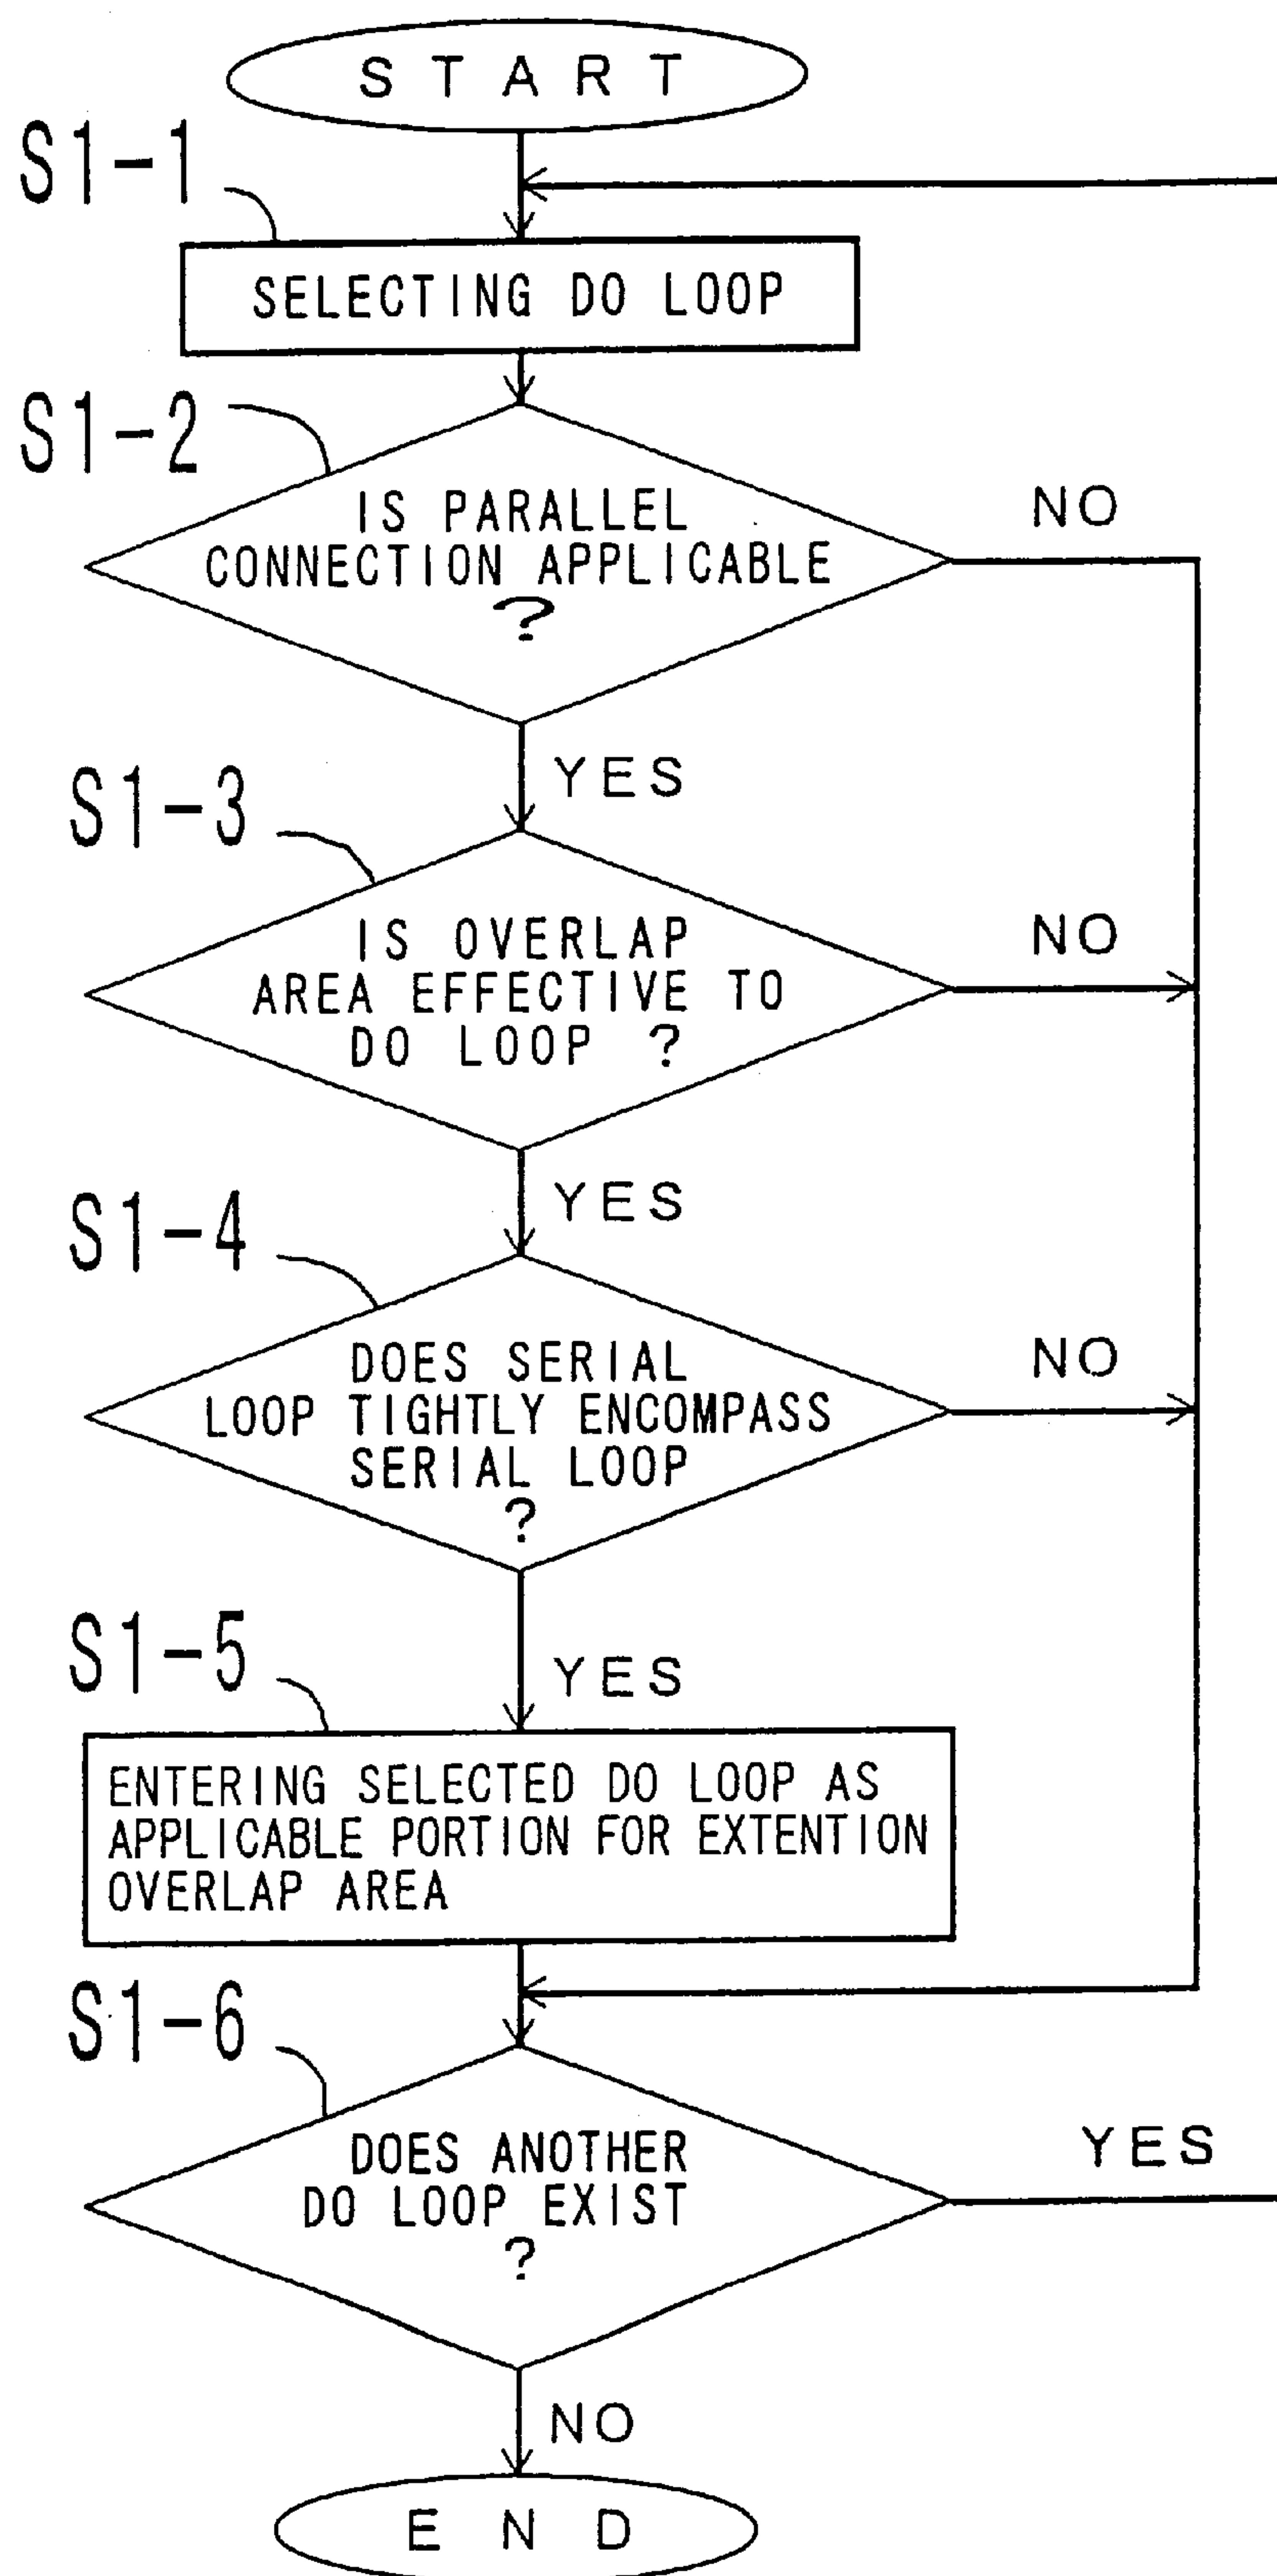 START
S1-1
SELECTING DO LOOP
S1-2
IS PARALLEL
CONNECTION APPLICABLE
?
NO
YES
S1-3
IS OVERLAP
AREA EFFECTIVE TO
DO LOOP ?
NO
YES
S1-4
DOES SERIAL
LOOP TIGHTLY ENCOMPASS
SERIAL LOOP
?
NO
YES
S1-5
ENTERING SELECTED DO LOOP AS
APPLICABLE PORTION FOR EXTENTION
OVERLAP AREA
S1-6
DOES ANOTHER
DO LOOP EXIST
?
YES
NO
END